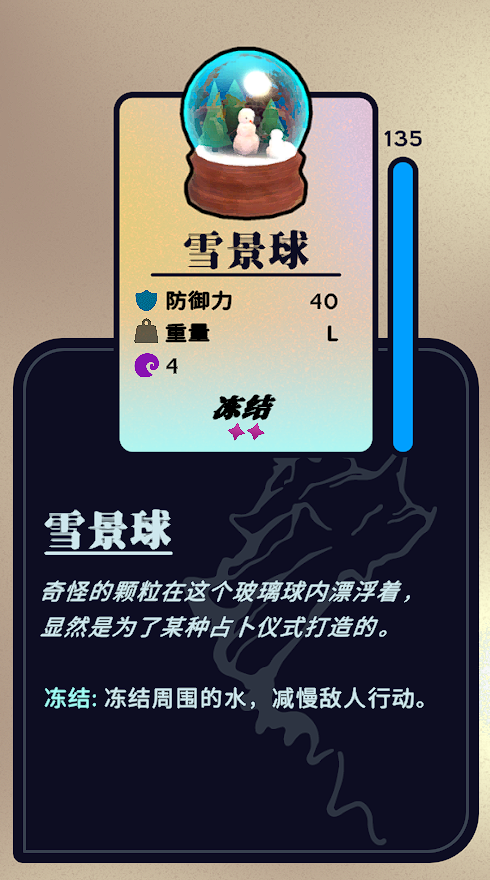 135
雪景球
防御力 40
重量 L
4
冻结
雪景球
奇怪的颗粒在这个玻璃球内漂浮着，
显然是为了某种占卜仪式打造的。
冻结: 冻结周围的水，减慢敌人行动。